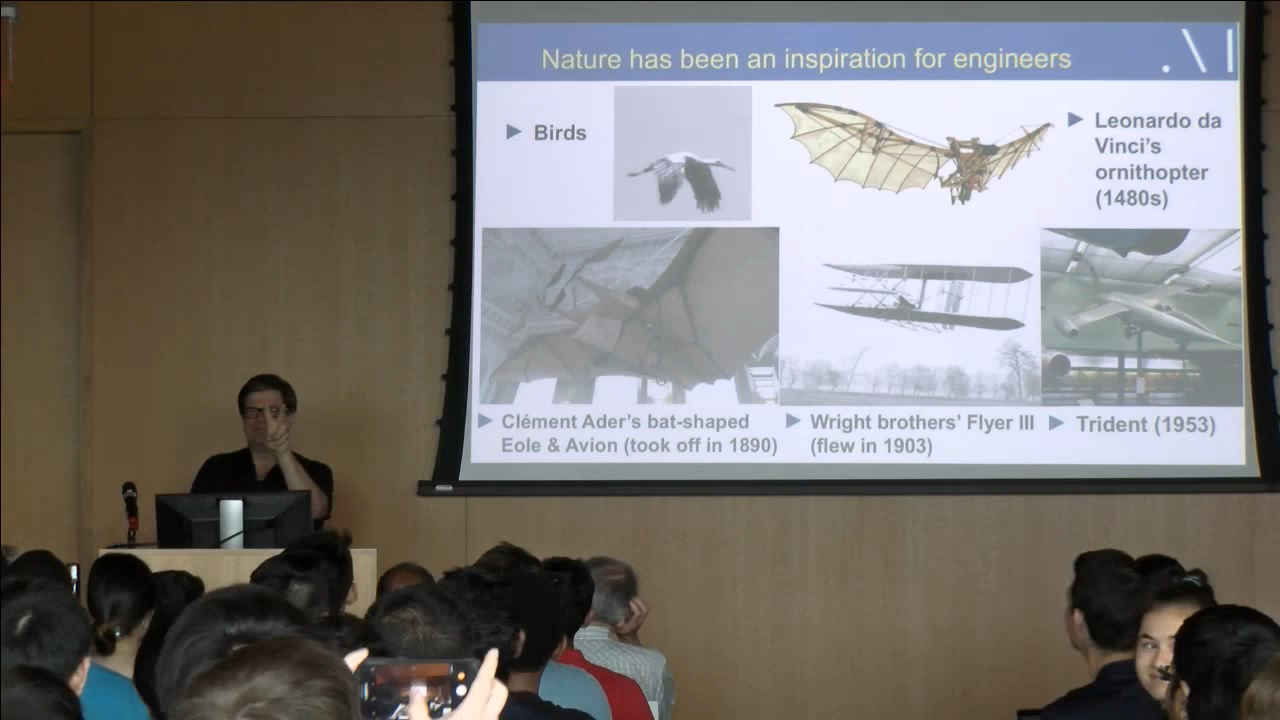 Nature has been an inspiration for engineers
Birds
Leonardo da
Vinci's
ornithopter
(1480s)
Clément Ader's bat-shaped
Eole & Avion (took off in 1890)
Wright brothers' Flyer III
(flew in 1903)
Trident (1953)